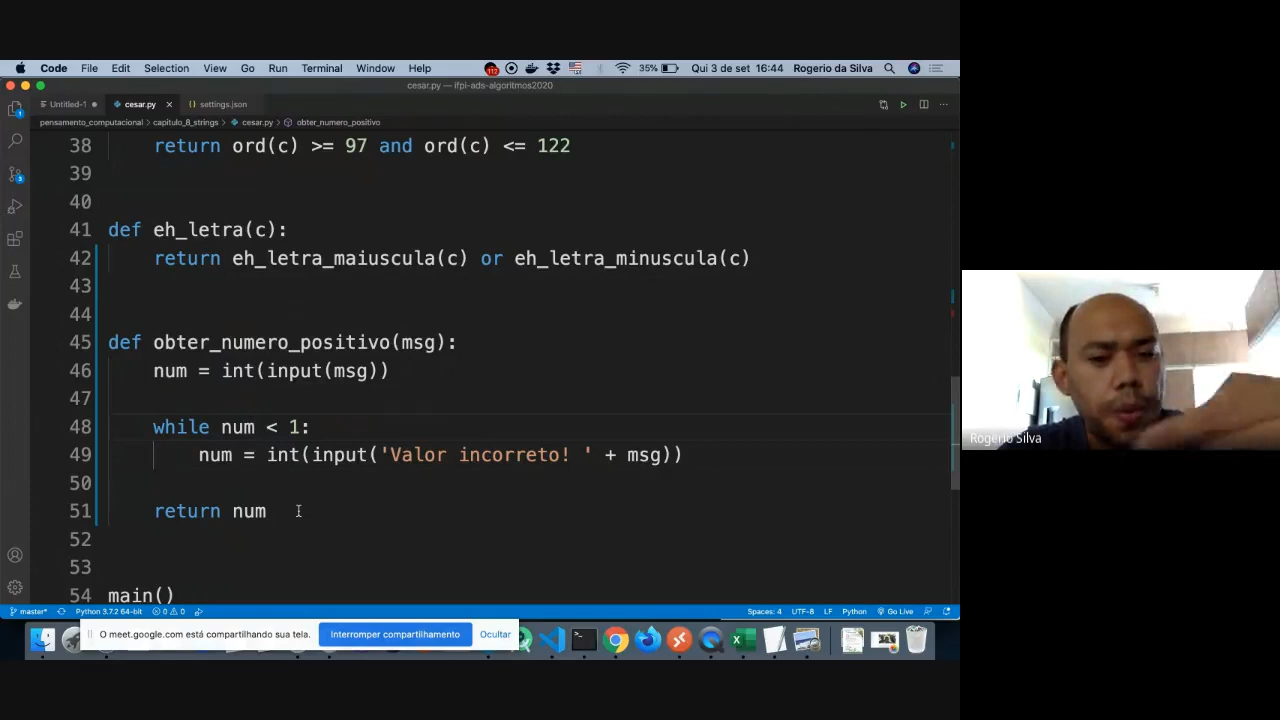 Code File Edit Selection View Go Run Terminal Window Help 112 35% Qui 3 de set 16:44 Rogerio da Silva
cesar.py — ifpi-ads-algoritmos2020
Untitled-1 cesar.py settings.json
pensamento_computacional > capitulo_8_strings > cesar.py > obter_numero_positivo
38 return ord(c) >= 97 and ord(c) <= 122
39
40
41 def eh_letra(c):
42 return eh_letra_maiuscula(c) or eh_letra_minuscula(c)
43
44
45 def obter_numero_positivo(msg):
46 num = int(input(msg))
47
48 while num < 1:
49 num = int(input('Valor incorreto! ' + msg))
50
51 return num
52
53
54 main()
Rogério Silva
master* Python 3.7.2 64-bit 0 0 Spaces: 4 UTF-8 LF Python Go Live
O meet.google.com está compartilhando sua tela. Interromper compartilhamento Ocultar